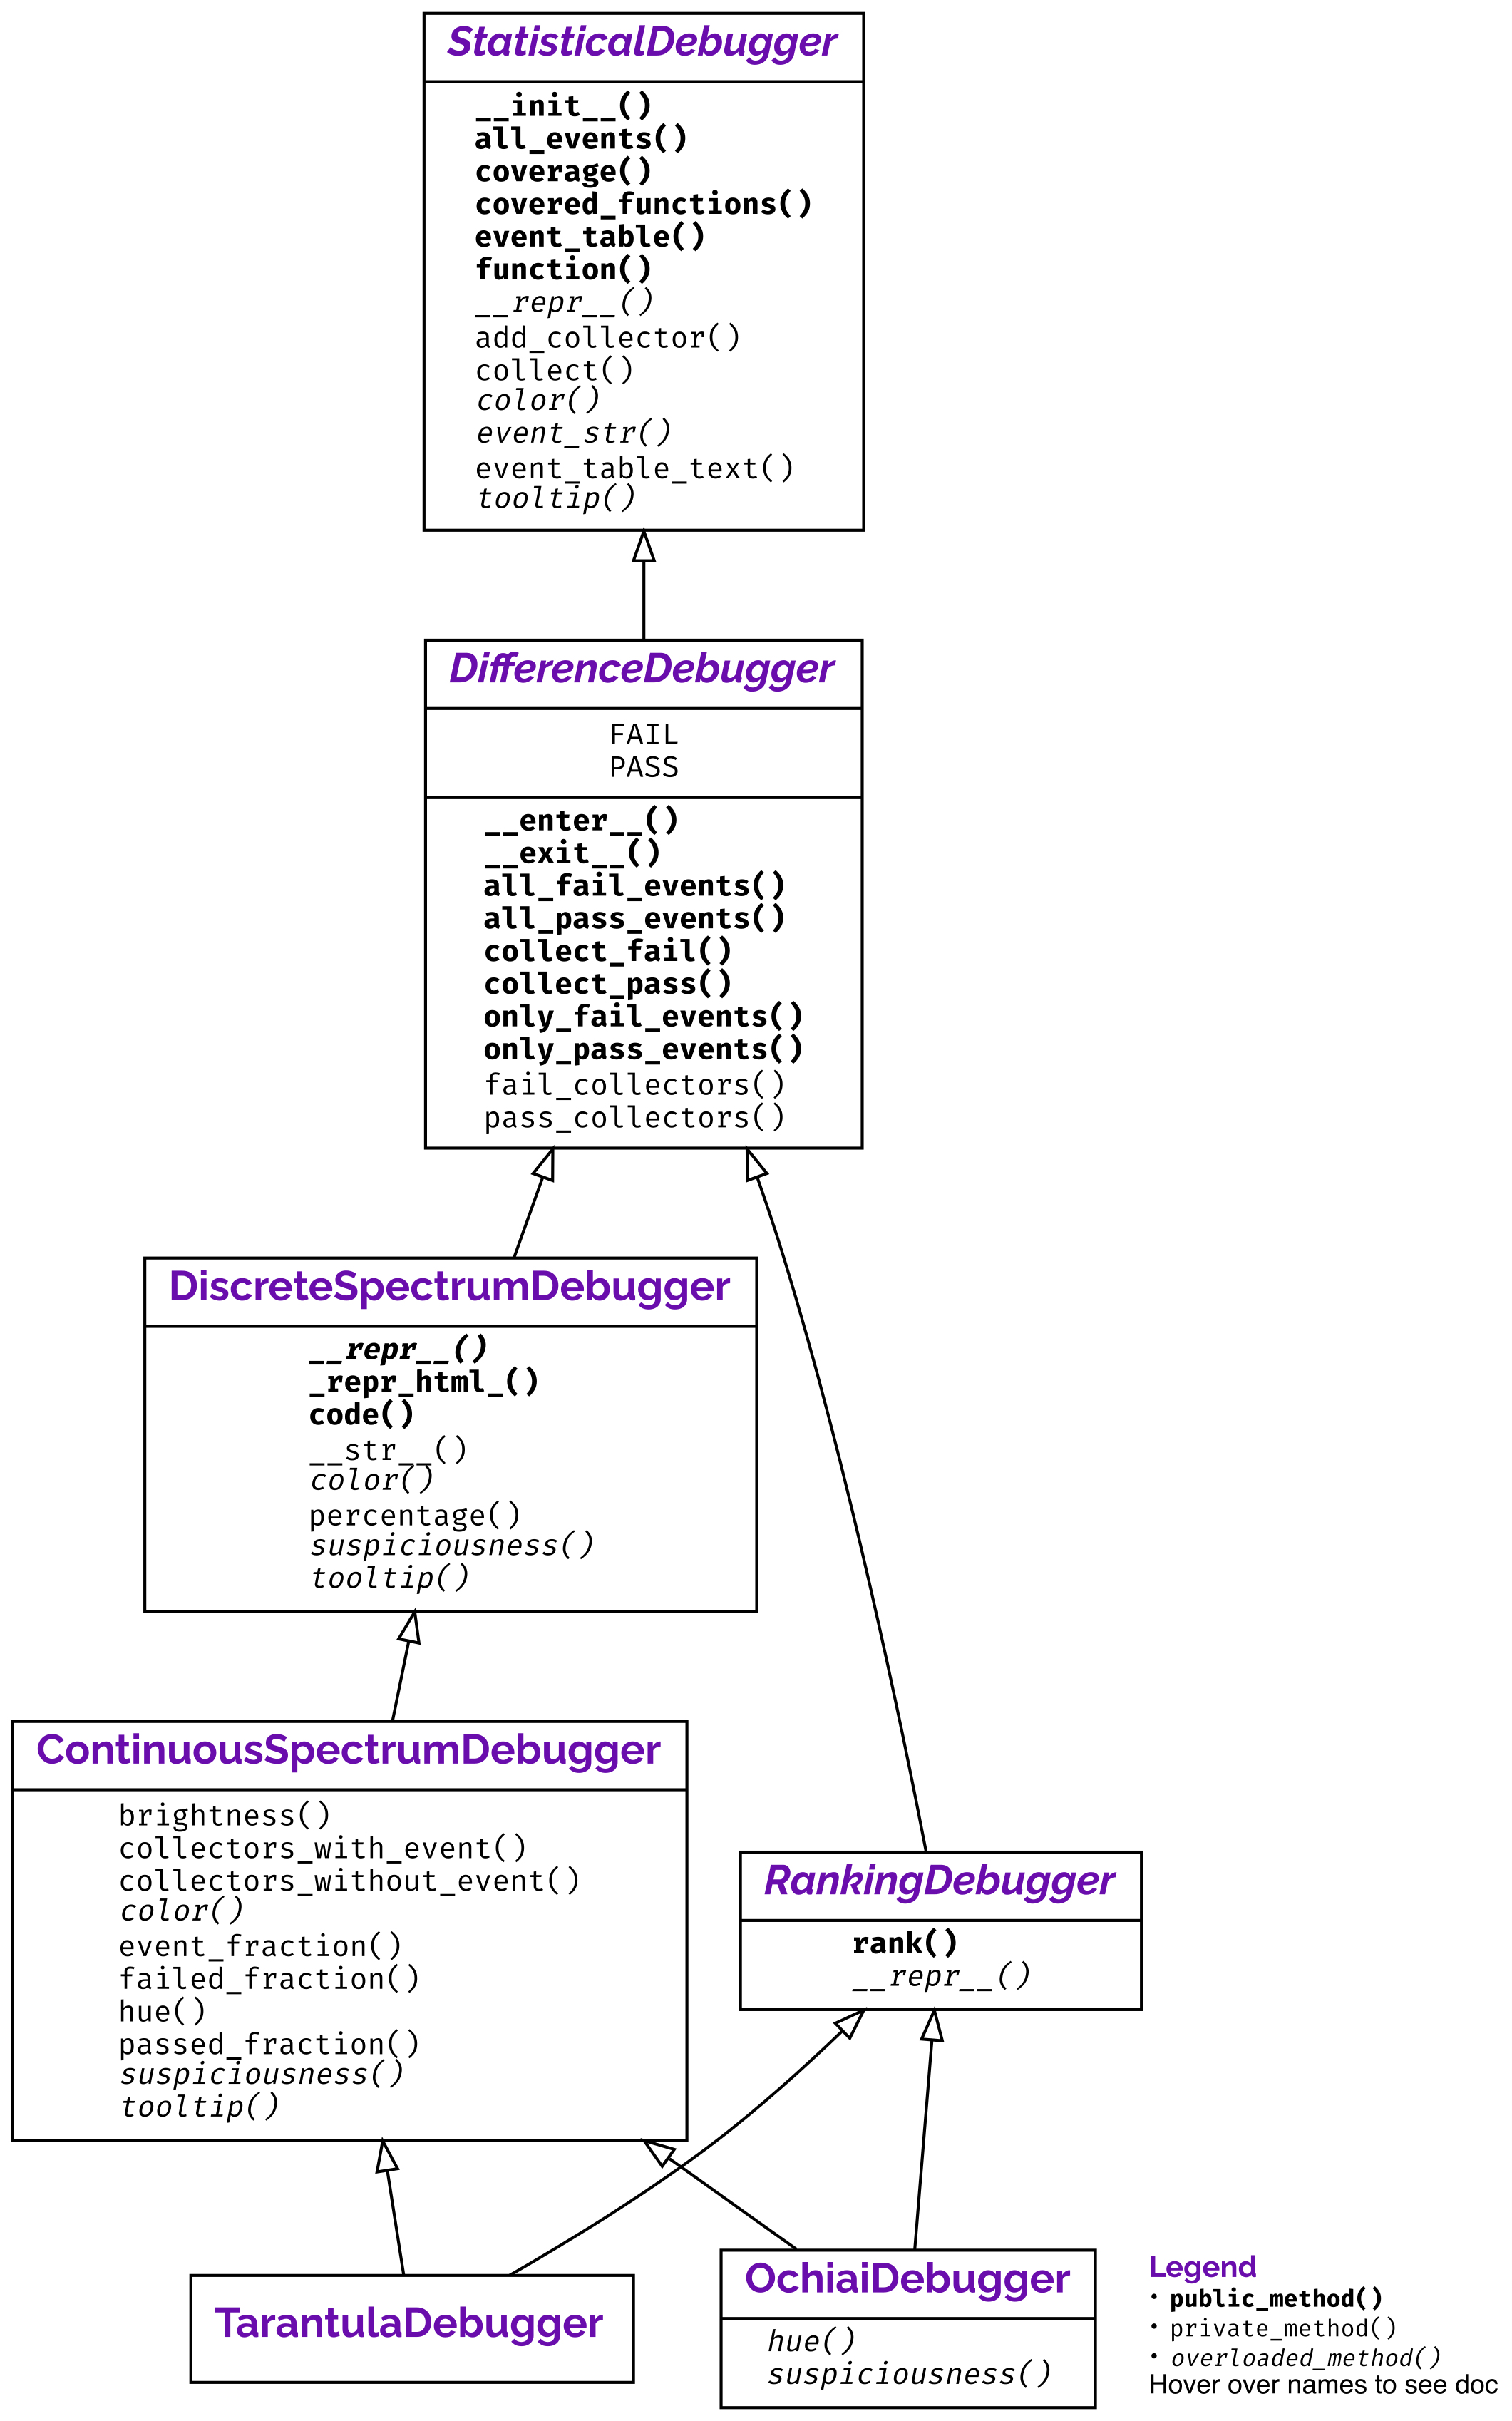 StatisticalDebugger
__init__()
all_events()
coverage()
covered_functions()
event_table()
function()
__repr__()
add_collector()
collect()
color()
event_str()
event_table_text()
tooltip()
DifferenceDebugger
FAIL
PASS
__enter__()
__exit__()
all_fail_events()
all_pass_events()
collect_fail()
collect_pass()
only_fail_events()
only_pass_events()
fail_collectors()
pass_collectors()
DiscreteSpectrumDebugger
__repr__()
_repr_html_()
code()
__str__()
color()
percentage()
suspiciousness()
tooltip()
ContinuousSpectrumDebugger
brightness()
collectors_with_event()
collectors_without_event()
color()
event_fraction()
failed_fraction()
hue()
passed_fraction()
suspiciousness()
tooltip()
RankingDebugger
rank()
__repr__()
TarantulaDebugger
OchiaiDebugger
hue()
suspiciousness()
Legend
• public_method()
• private_method()
• overloaded_method()
Hover over names to see doc